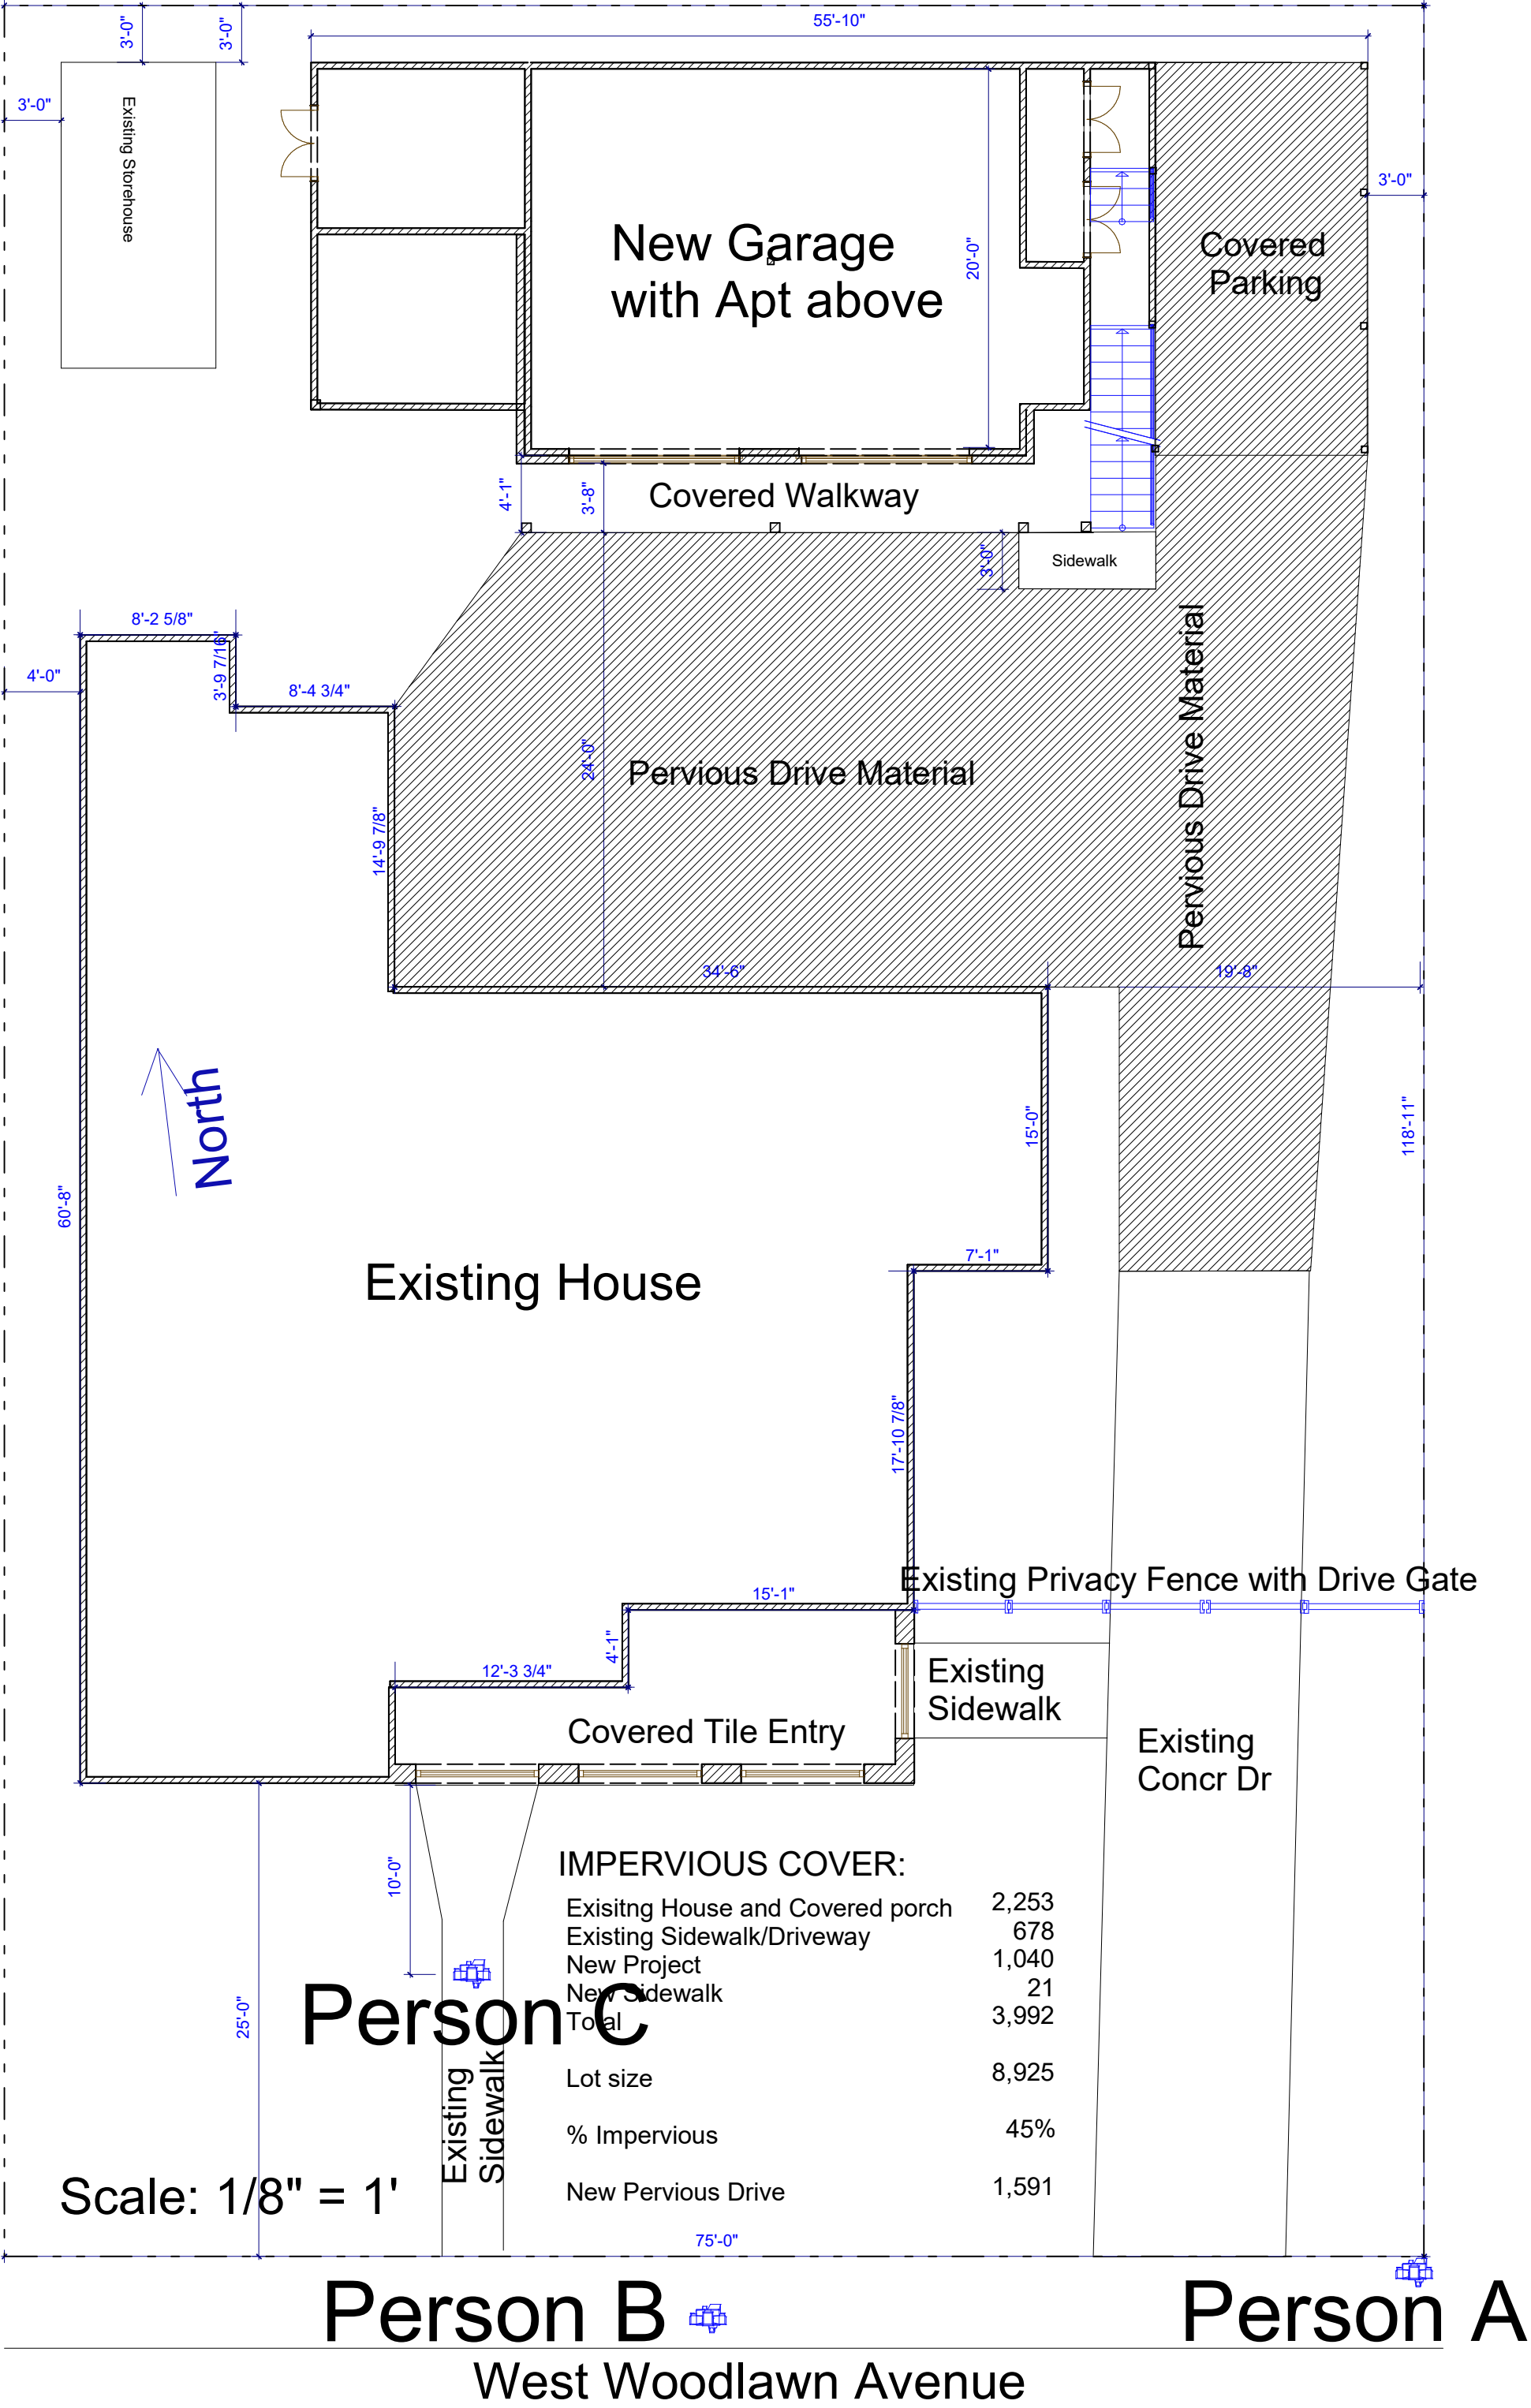 55'-10"
3'-0"
3'-0"
3'-0"
Existing Storehouse
3'-0"
New Garage
with Apt above
20'-0"
Covered
Parking
4'-1"
3'-8"
Covered Walkway
3'-0"
Sidewalk
8'-2 5/8"
3'-9 7/16"
4'-0"
8'-4 3/4"
Pervious Drive Material
24'-0"
Pervious Drive Material
14'-9 7/8"
34'-6"
19'-8"
North
15'-0"
118'-11"
60'-8"
7'-1"
Existing House
17'-10 7/8"
Existing Privacy Fence with Drive Gate
15'-1"
4'-1"
12'-3 3/4"
Existing
Sidewalk
Covered Tile Entry
Existing
Concr Dr
10'-0"
IMPERVIOUS COVER:
Exisitng House and Covered porch 2,253
Existing Sidewalk/Driveway 678
New Project 1,040
New Sidewalk 21
Total 3,992
Lot size 8,925
% Impervious 45%
New Pervious Drive 1,591
25'-0"
Person C
Existing
Sidewalk
Scale: 1/8" = 1'
75'-0"
Person B
Person A
West Woodlawn Avenue